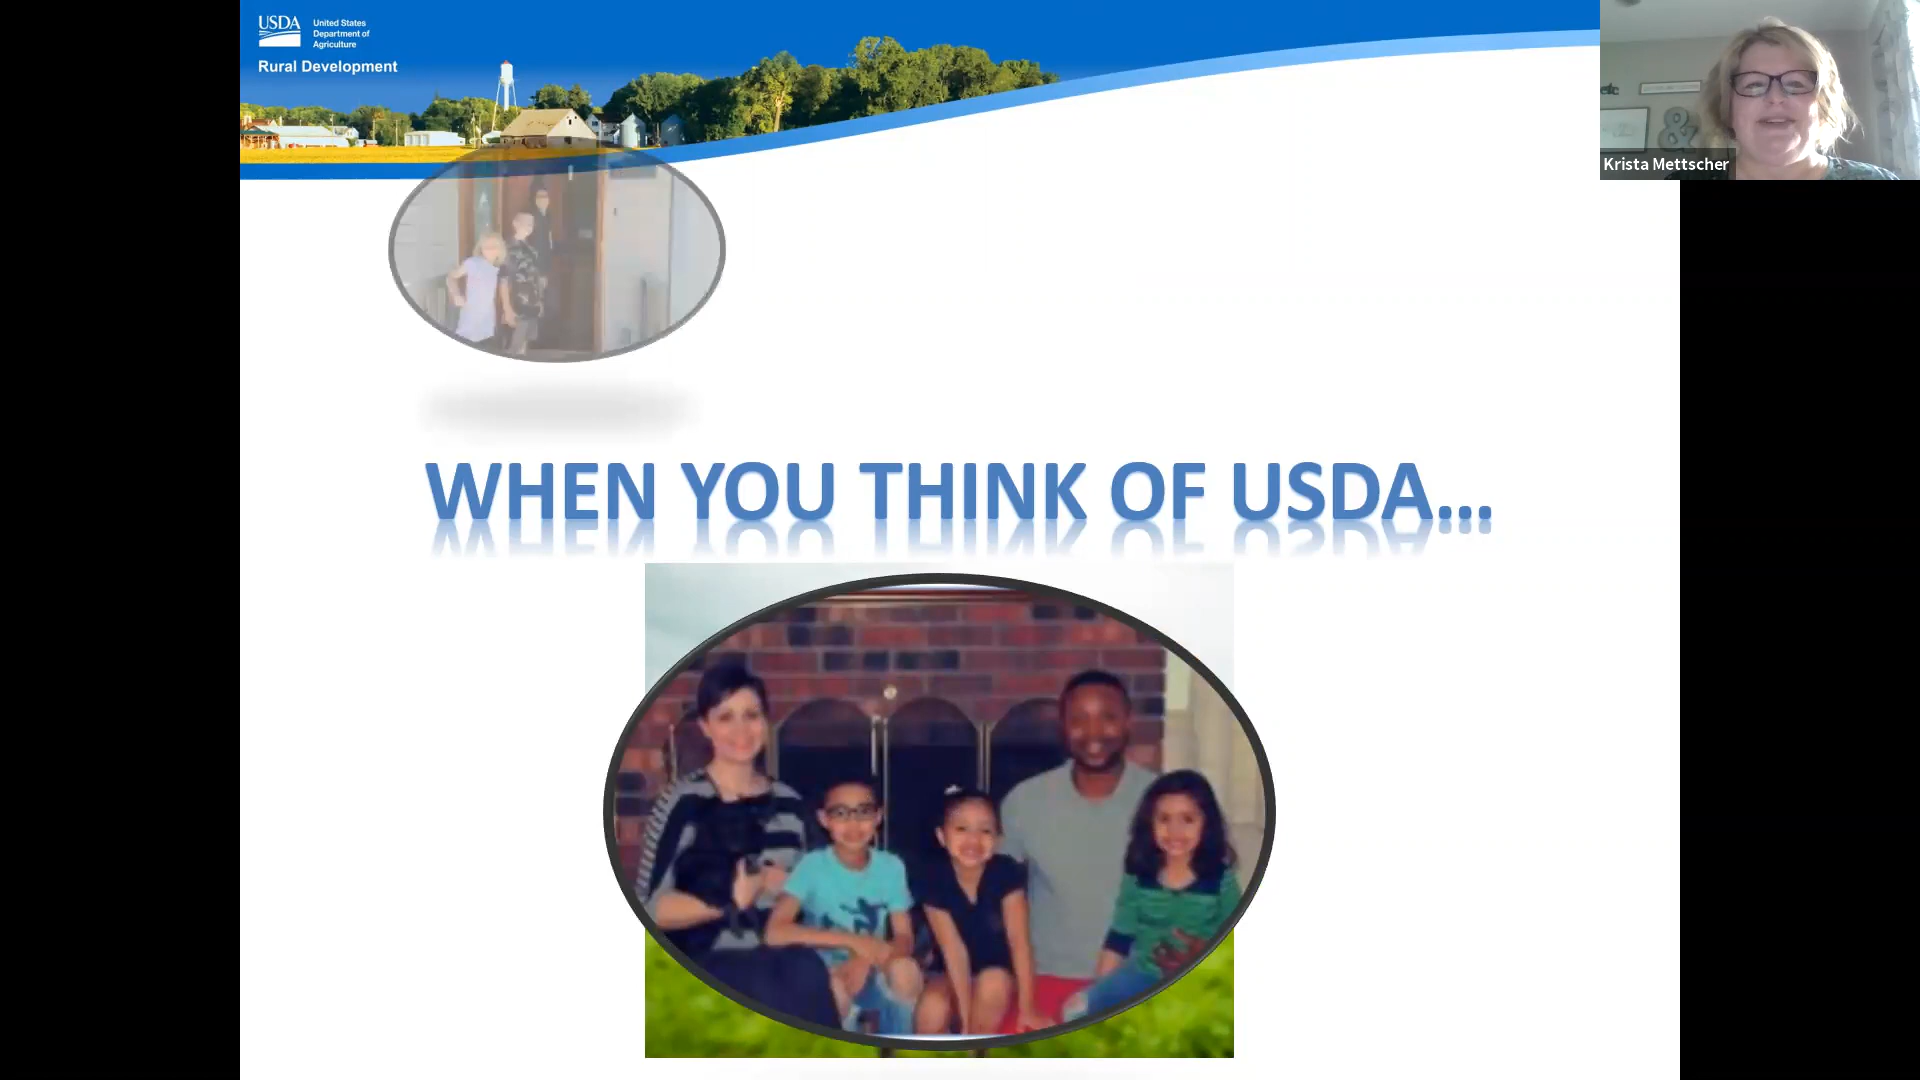 USDA
United States
Department of
Agriculture
Rural Development
Krista Mettscher
&
WHEN YOU THINK OF USDA...